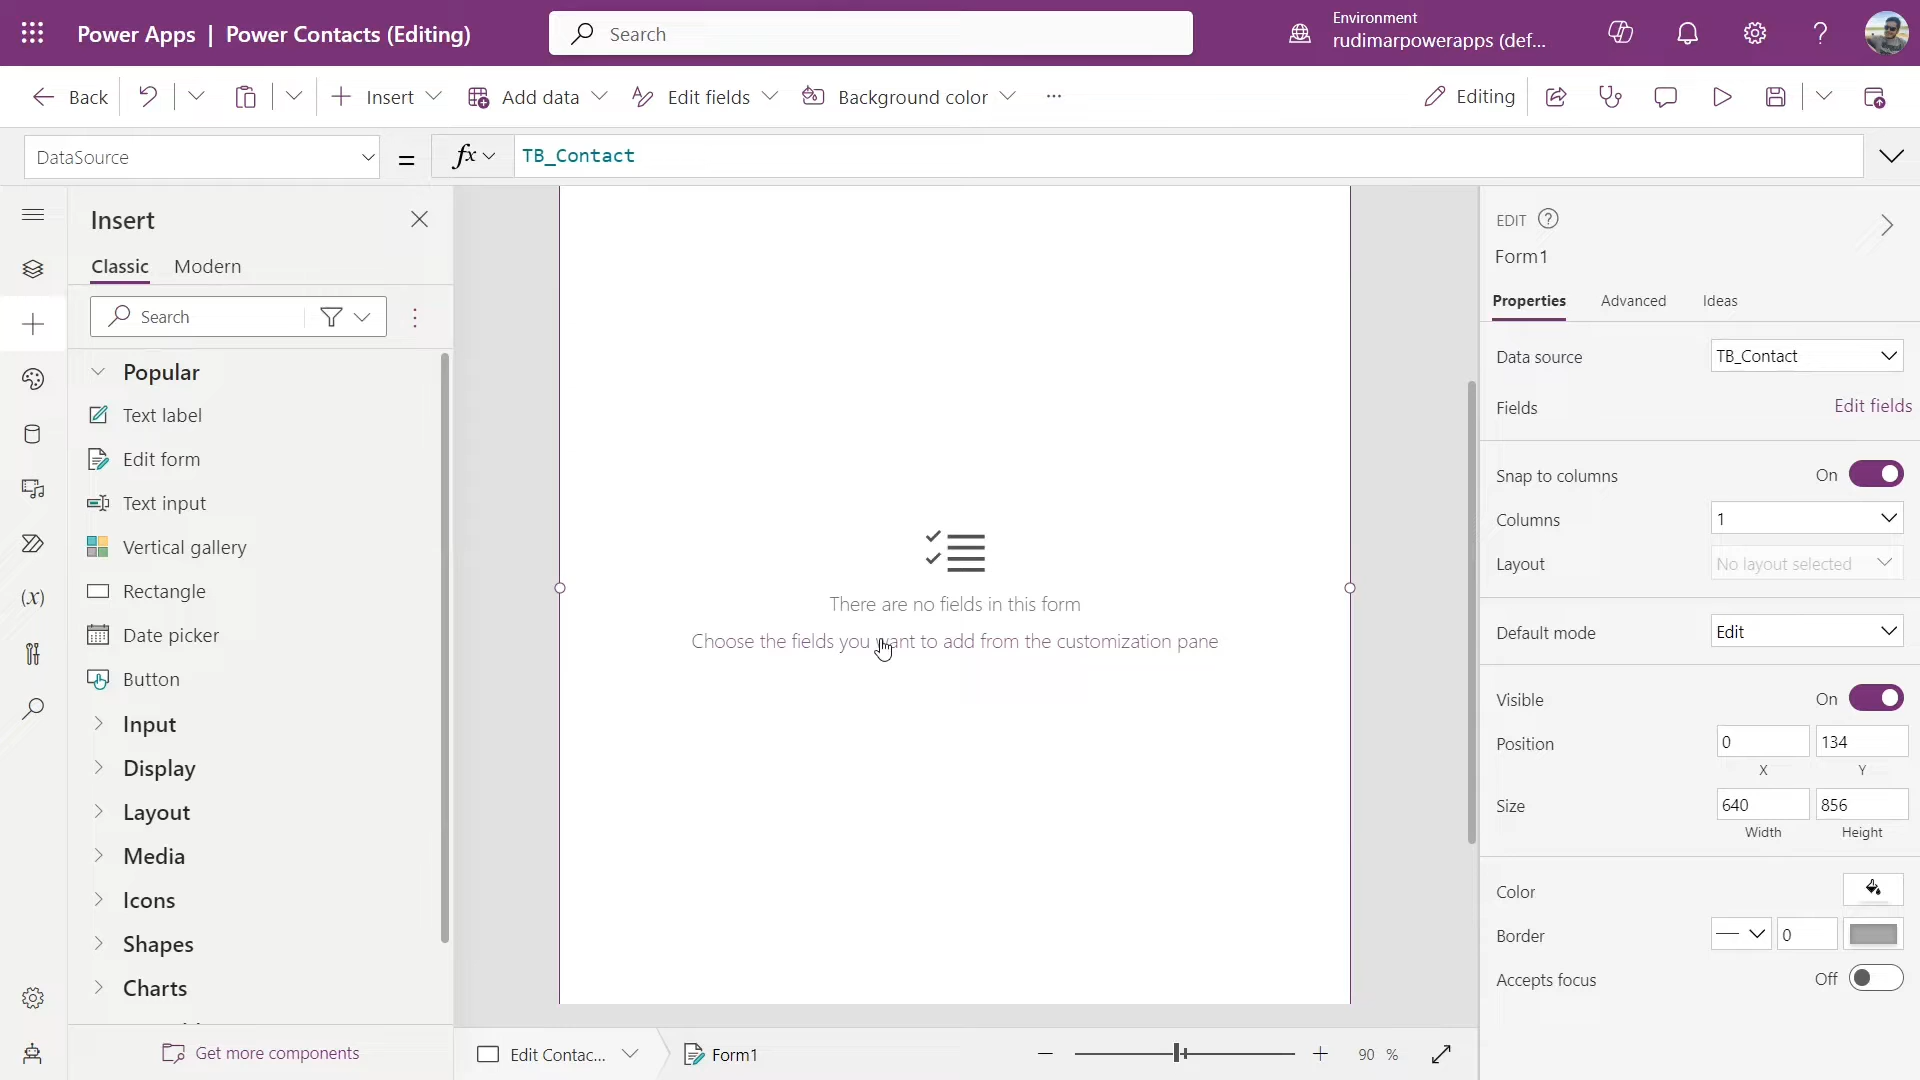 Power Apps | Power Contacts (Editing)
Search
Environment
rudimarpowerapps (def...
Back
Insert
Add data
Edit fields
Background color
...
Editing
DataSource
=
fx
TB_Contact
Insert
Classic
Modern
Search
Popular
Text label
Edit form
Text input
Vertical gallery
Rectangle
Date picker
Button
Input
Display
Layout
Media
Icons
Shapes
Charts
Get more components
There are no fields in this form
Choose the fields you want to add from the customization pane
Edit Contac...
Form1
90 %
EDIT
Form1
Properties
Advanced
Ideas
Data source
TB_Contact
Fields
Edit fields
Snap to columns
On
Columns
1
Layout
No layout selected
Default mode
Edit
Visible
On
Position
0
134
X
Y
Size
640
856
Width
Height
Color
Border
0
Accepts focus
Off